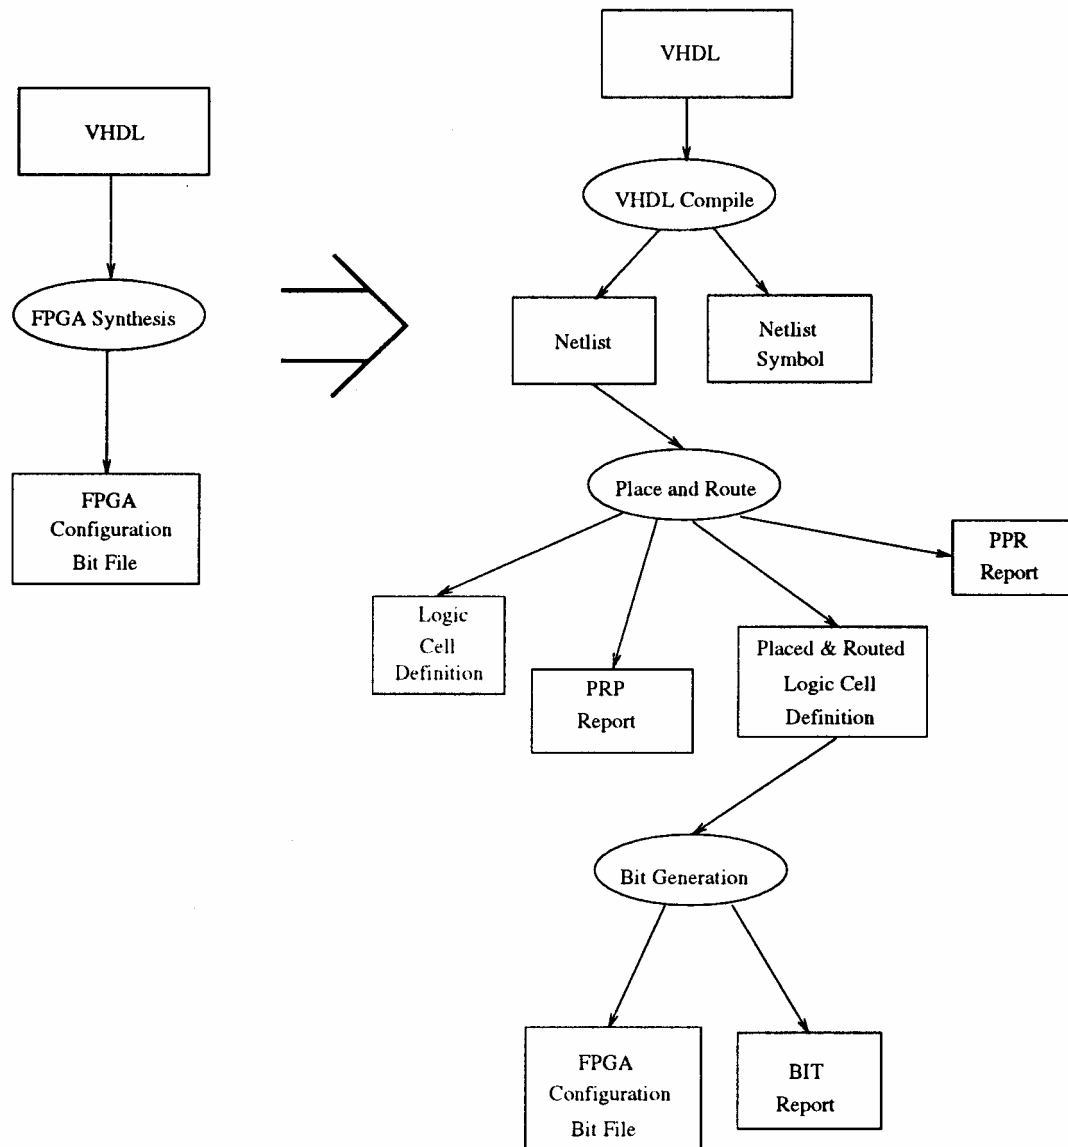 VHDL
FPGA Synthesis
FPGA
Configuration
Bit File
VHDL
VHDL Compile
Netlist
Netlist
Symbol
Place and Route
PPR
Report
Logic
Cell
Definition
PRP
Report
Placed & Routed
Logic Cell
Definition
Bit Generation
FPGA
Configuration
Bit File
BIT
Report